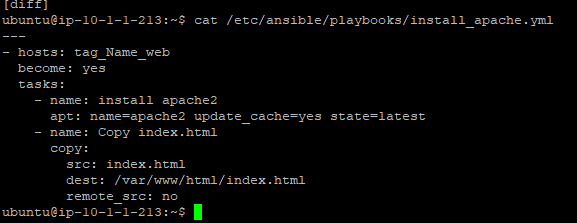 [diff]
ubuntu@ip-10-1-1-213:~$ cat /etc/ansible/playbooks/install_apache.yml
---
- hosts: tag_Name_web
  become: yes
  tasks:
    - name: install apache2
      apt: name=apache2 update_cache=yes state=latest
    - name: Copy index.html
      copy:
        src: index.html
        dest: /var/www/html/index.html
        remote_src: no
ubuntu@ip-10-1-1-213:~$